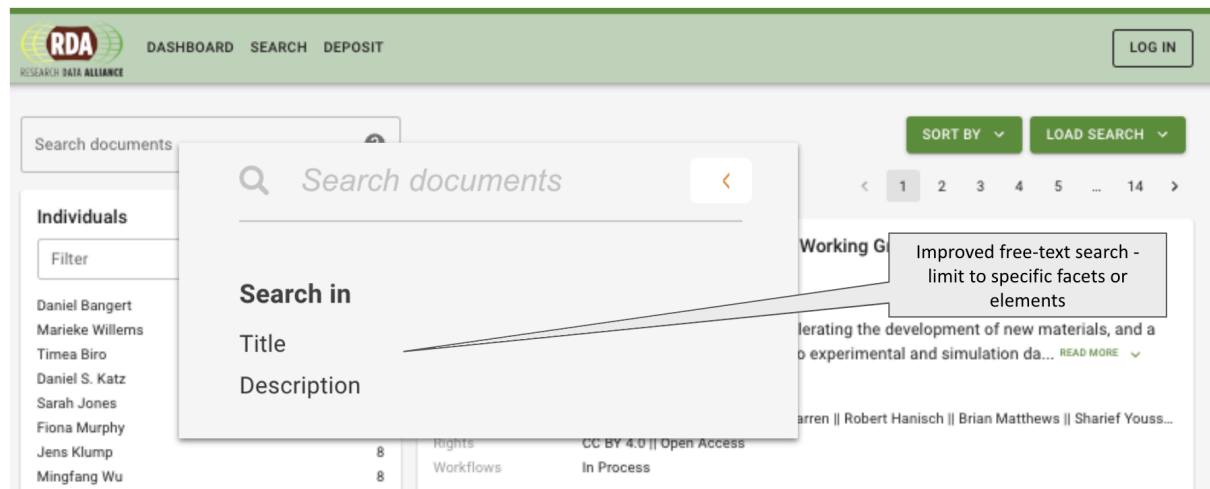 RDA
RESEARCH DATA ALLIANCE
DASHBOARD SEARCH DEPOSIT
LOG IN
Search documents
SORT BY
LOAD SEARCH
1 2 3 4 5 ... 14
Individuals
Filter
Daniel Bangert
Marieke Willems
Timea Biro
Daniel S. Katz
Sarah Jones
Fiona Murphy
Jens Klump 8
Mingfang Wu 8
Search documents
Search in
Title
Description
Working
Improved free-text search -
limit to specific facets or
elements
the development of new materials, and a
experimental and simulation da... READ MORE
|| Robert Hanisch || Brian Matthews || Sharief Youss...
Rights CC BY 4.0 || Open Access
Workflows In Process